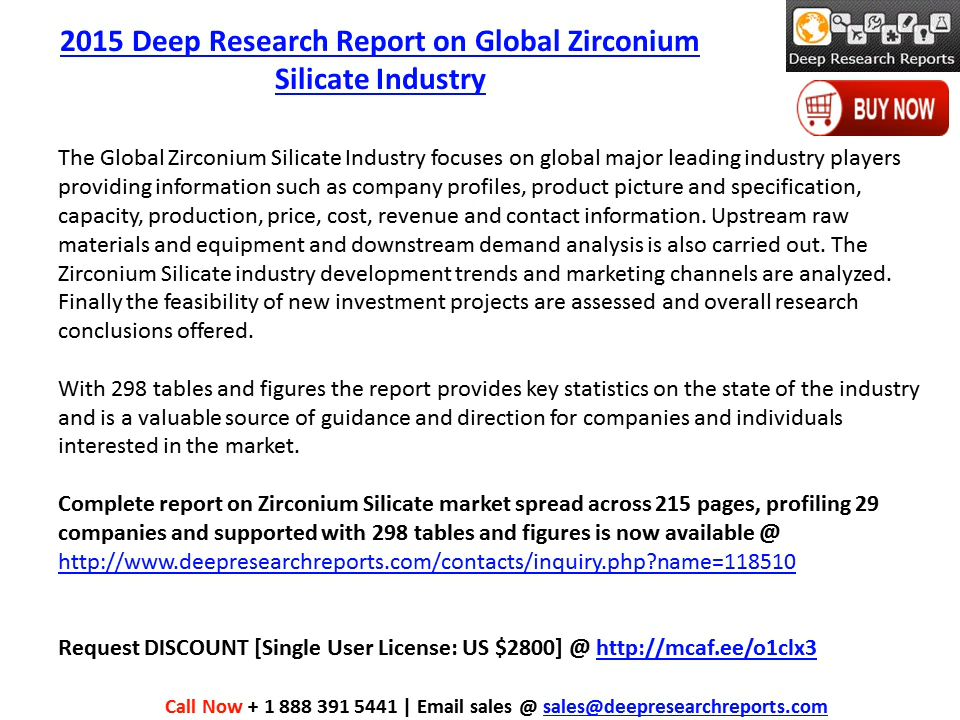 2015 Deep Research Report on Global Zirconium
Silicate Industry
Deep Research Reports
BUY NOW
The Global Zirconium Silicate Industry focuses on global major leading industry players
providing information such as company profiles, product picture and specification,
capacity, production, price, cost, revenue and contact information. Upstream raw
materials and equipment and downstream demand analysis is also carried out. The
Zirconium Silicate industry development trends and marketing channels are analyzed.
Finally the feasibility of new investment projects are assessed and overall research
conclusions offered.
With 298 tables and figures the report provides key statistics on the state of the industry
and is a valuable source of guidance and direction for companies and individuals
interested in the market.
Complete report on Zirconium Silicate market spread across 215 pages, profiling 29
companies and supported with 298 tables and figures is now available @
http://www.deepresearchreports.com/contacts/inquiry.php?name=118510
Request DISCOUNT [Single User License: US $2800] @ http://mcaf.ee/o1clx3
Call Now + 1 888 391 5441 | Email sales @ sales@deepresearchreports.com